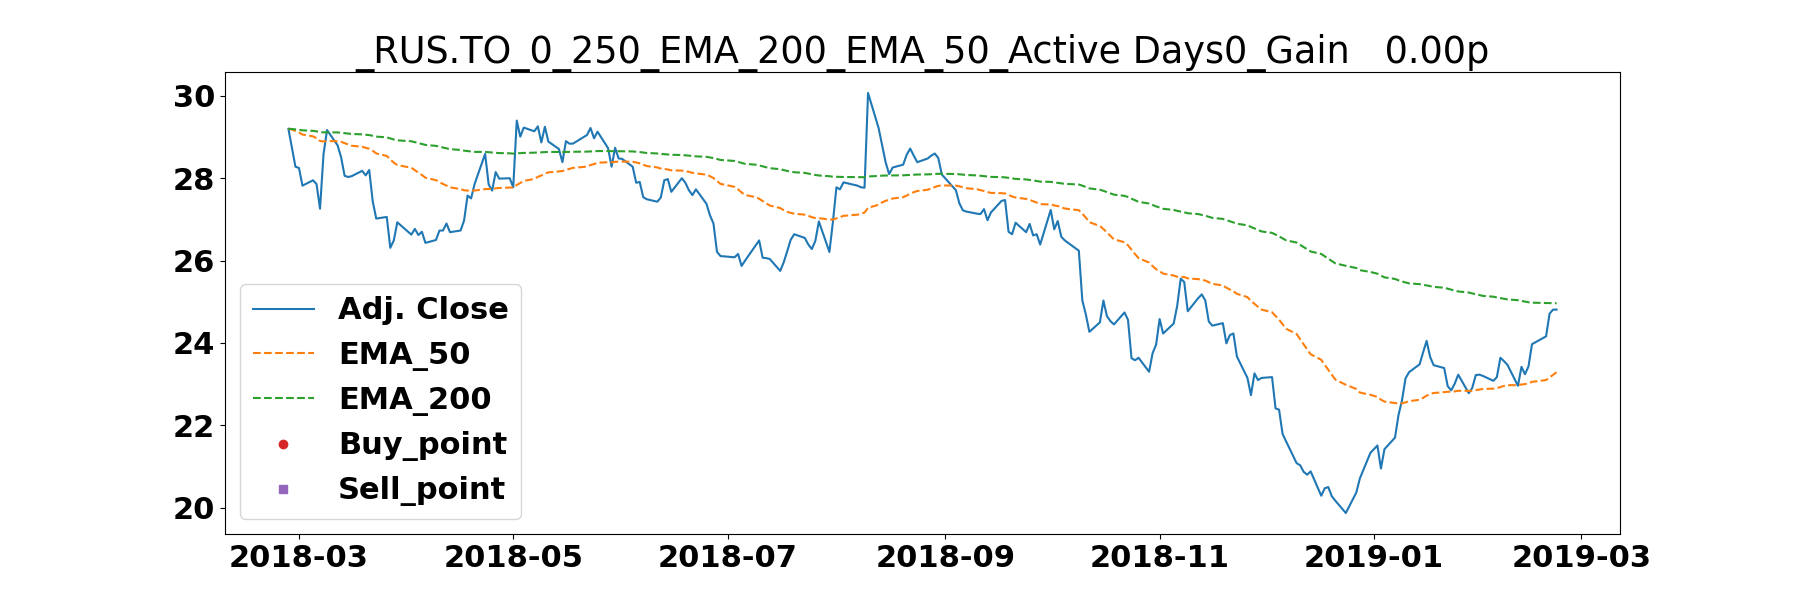 _RUS.TO_0_250_EMA_200_EMA_50_Active Days0_Gain   0.00p
30
28
26
24
22
20
Adj. Close
EMA_50
EMA_200
Buy_point
Sell_point
2018-03 2018-05 2018-07 2018-09 2018-11 2019-01 2019-03